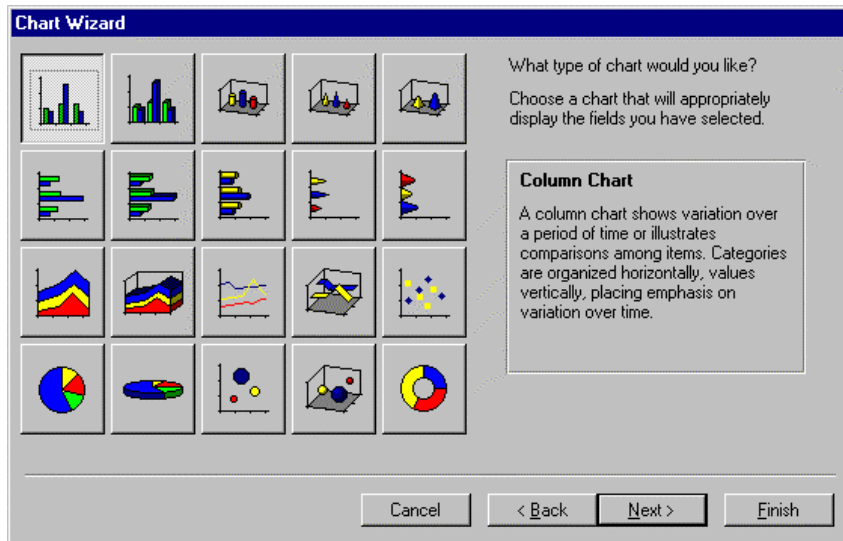 Chart Wizard
What type of chart would you like?
Choose a chart that will appropriately
display the fields you have selected.
Column Chart
A column chart shows variation over
a period of time or illustrates
comparisons among items. Categories
are organized horizontally, values
vertically, placing emphasis on
variation over time.
Cancel
< Back
Next >
Finish